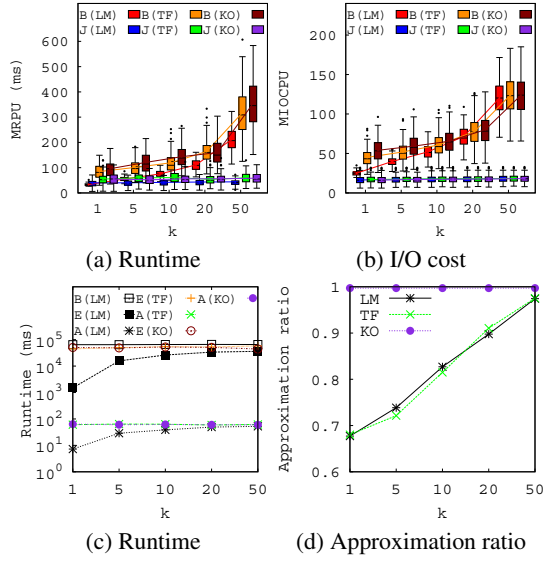 B(LM) B(TF) B(KO)
J(LM) J(TF) J(KO)
MRPU (ms)
600
500
400
300
200
100
0
1 5 10 20 50
k
(a) Runtime
B(LM) B(TF) B(KO)
J(LM) J(TF) J(KO)
MIOCPU
200
150
100
50
0
1 5 10 20 50
k
(b) I/O cost
B(LM) E(TF) A(KO)
E(LM) A(TF)
A(LM) E(KO)
Runtime (ms)
10^5
10^4
10^3
10^2
10^1
10^0
1 5 10 20 50
k
(c) Runtime
LM
TF
KO
Approximation ratio
1
0.9
0.8
0.7
0.6
1 5 10 20 50
k
(d) Approximation ratio